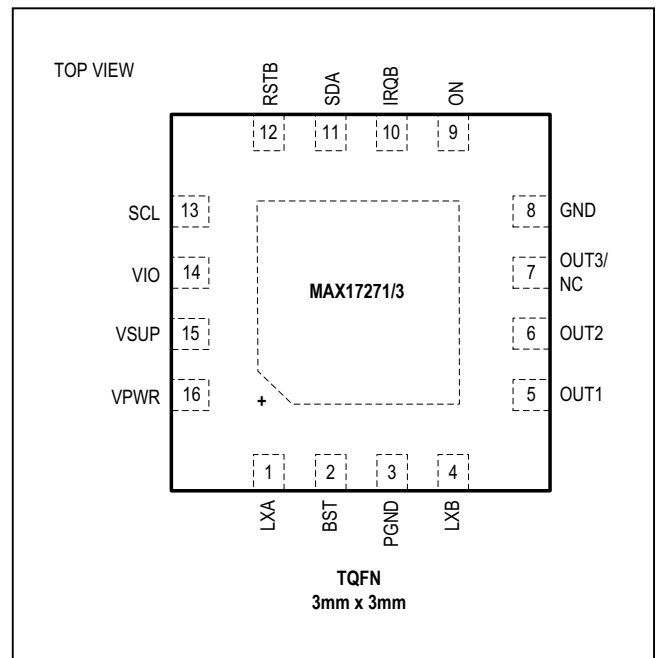 TOP VIEW
RSTB
SDA
IRQB
ON
12
11
10
9
SCL
13
8
GND
VIO
14
MAX17271/3
7
OUT3/
NC
VSUP
15
6
OUT2
VPWR
16
+
5
OUT1
1
2
3
4
LXA
BST
PGND
LXB
TQFN
3mm x 3mm